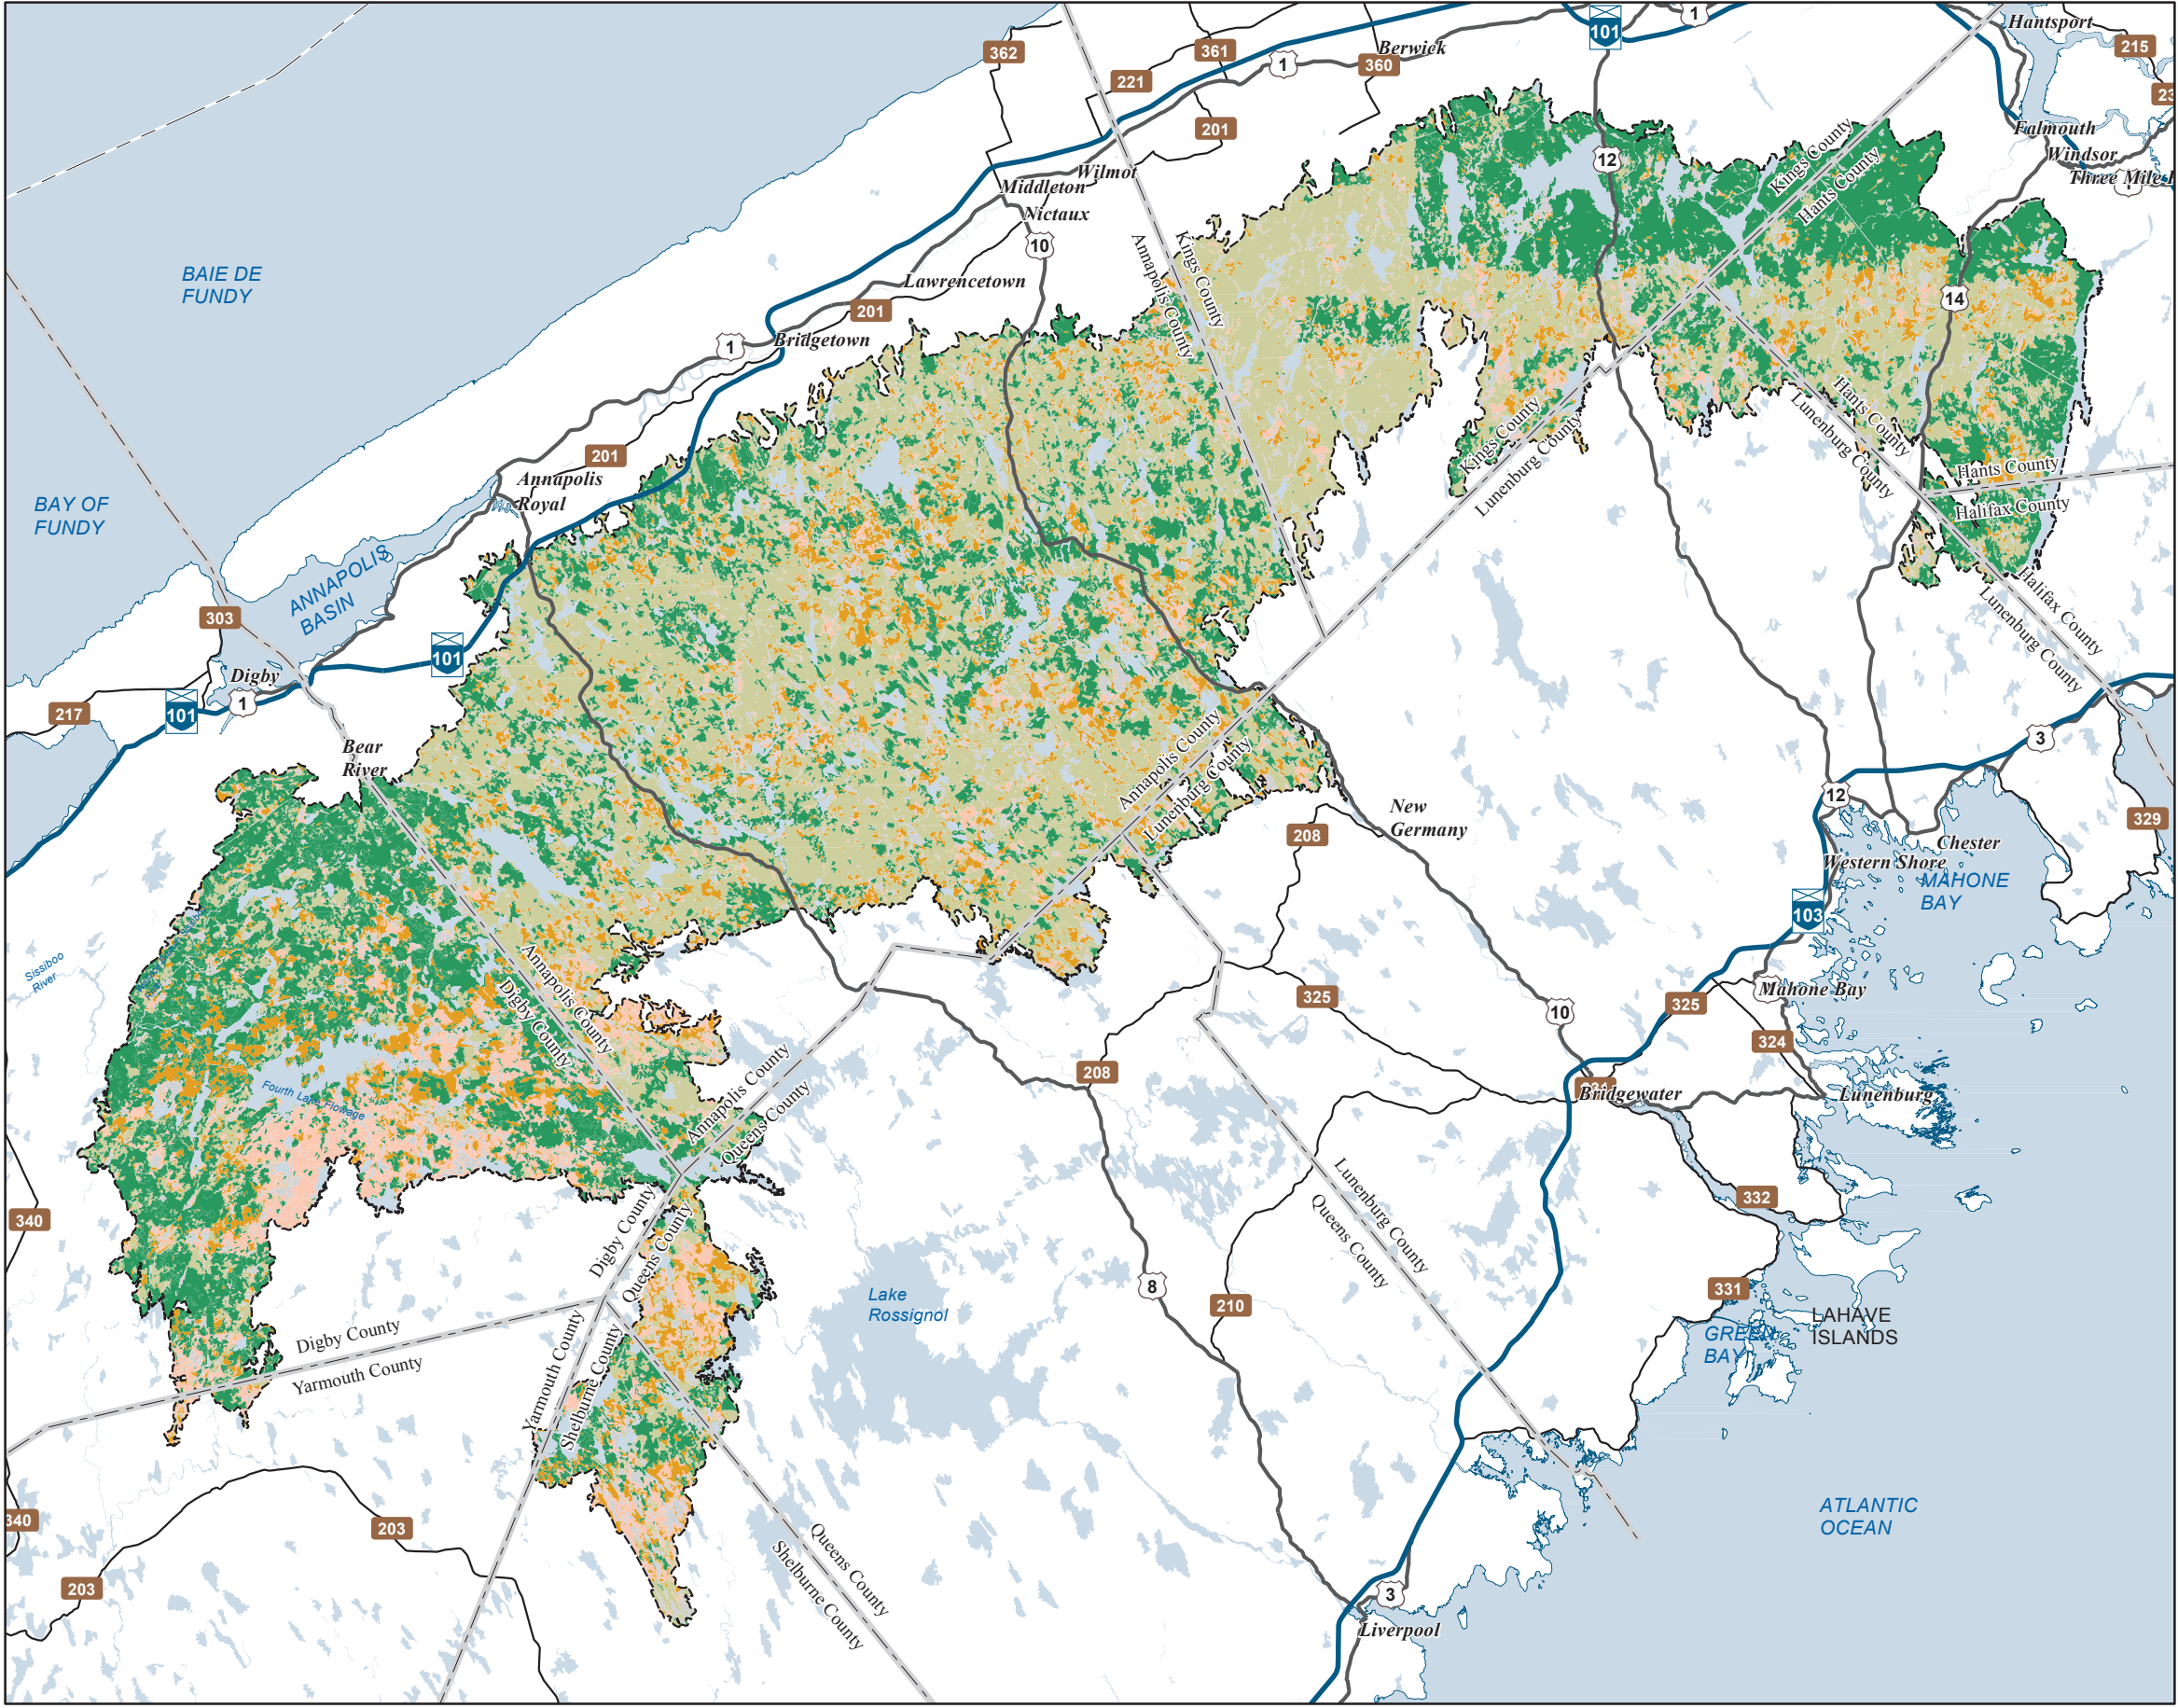 Hantsport
215
1
101
362
361
1
Berwick
360
221
23
201
Falmouth
Windsor
Three Mile
12
Kings County
Hants County
Wilmot
Middleton
Nictaux
10
Annapolis County
Kings County
BAIE DE
FUNDY
Lawrencetown
201
14
1
Bridgetown
Hants County
Lunenburg County
Kings County
Lunenburg County
201
Annapolis
Royal
Hants County
Halifax County
BAY OF
FUNDY
ANNAPOLIS
BASIN
Halifax County
Lunenburg County
303
101
Digby
1
101
217
Bear
River
3
Annapolis County
Lunenburg County
12
New
Germany
208
329
Chester
Western Shore
MAHONE
BAY
103
Sissiboo
River
Annapolis County
Digby County
325
325
Mahone Bay
10
324
208
Fourth Lake Flowage
Annapolis County
Queens County
Bridgewater
Lunenburg
332
340
Digby County
Queens County
Lunenburg County
Queens County
8
210
331
Lake
Rossignol
LAHAVE
ISLANDS
GREEN
BAY
Digby County
Yarmouth County
Yarmouth County
Shelburne County
340
203
203
ATLANTIC
OCEAN
Queens County
Shelburne County
3
Liverpool